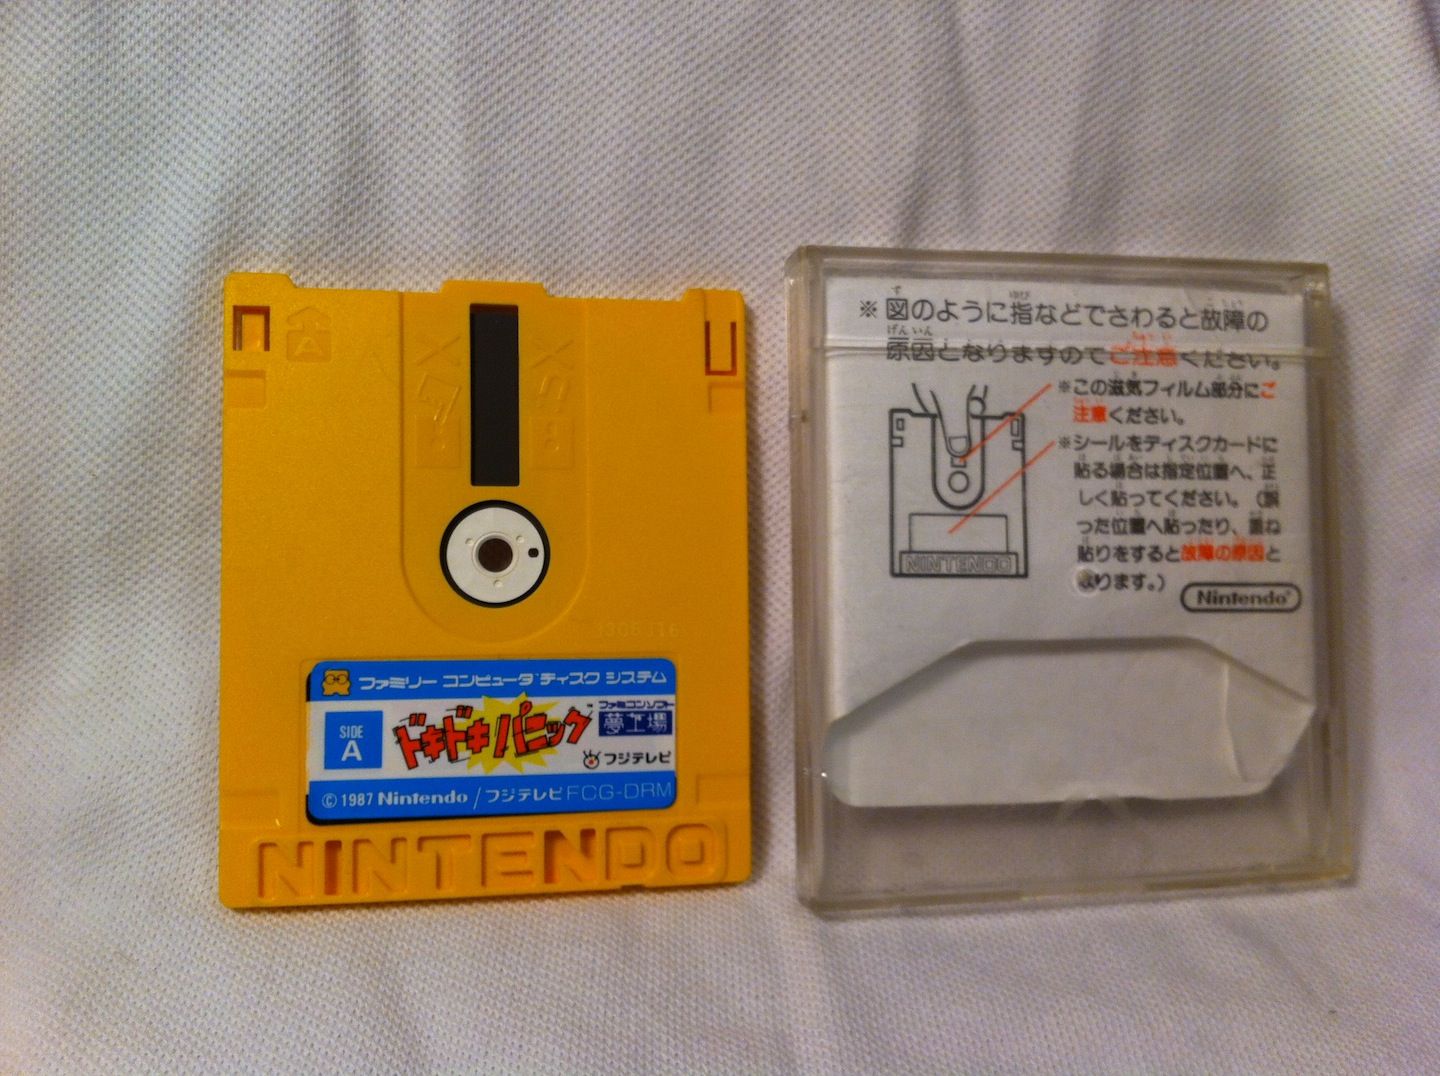 A
J308 J16
ファミリー コンピュータ ディスク システム
SIDE
A
ドキドキパニック
TM
ファミコンソフト
夢工場
フジテレビ
© 1987 Nintendo / フジテレビ FCG-DRM
NINTENDO
※図のように指などでさわると故障の
原因となりますのでご注意ください。
※この磁気フィルム部分にご
注意ください。
※シールをディスクカードに
貼る場合は指定位置へ、正
しく貼ってください。(誤
った位置へ貼ったり、重ね
貼りをすると故障の原因と
なります。)
NINTENDO
Nintendo®